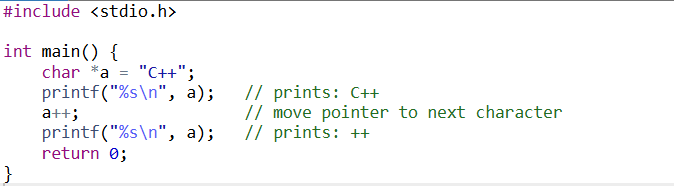 #include <stdio.h>

int main() {
    char *a = "C++";
    printf("%s\n", a);   // prints: C++
    a++;                 // move pointer to next character
    printf("%s\n", a);   // prints: ++
    return 0;
}